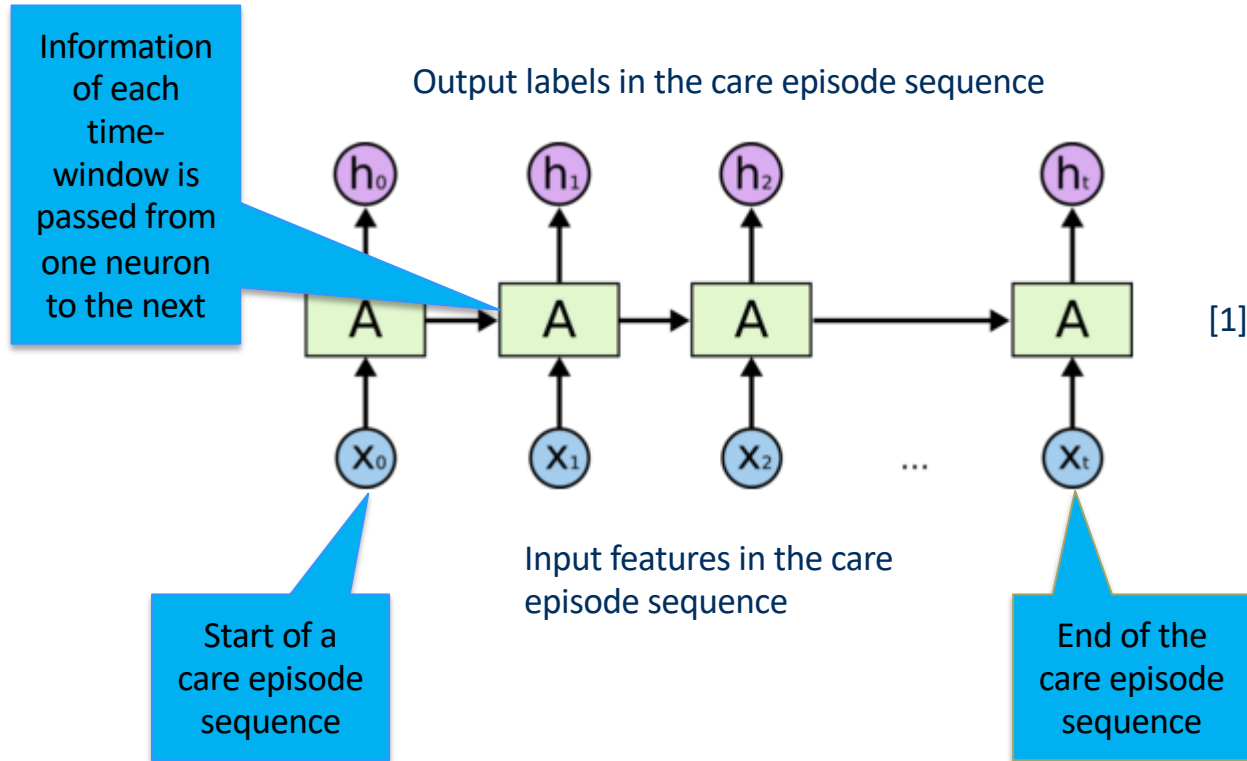 Information
of each
time-
window is
passed from
one neuron
to the next
Output labels in the care episode sequence
h₀ h₁ h₂ hₜ
A A A A
[1]
x₀ x₁ x₂ ... xₜ
Input features in the care
episode sequence
Start of a
care episode
sequence
End of the
care episode
sequence